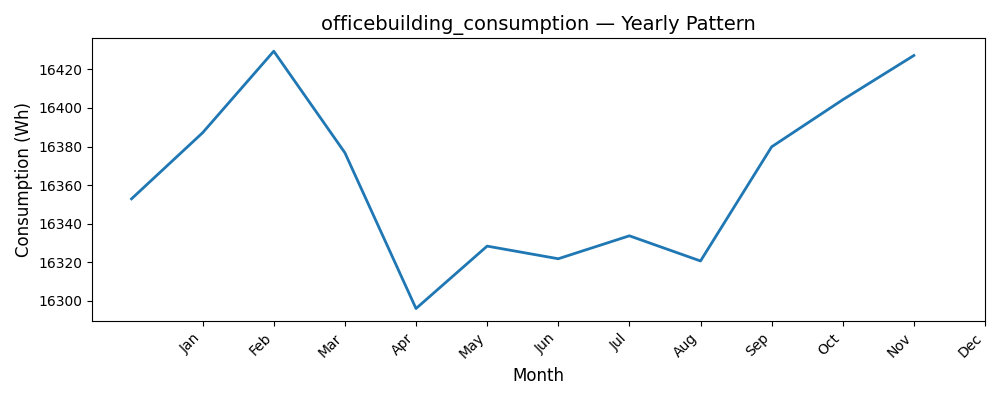 officebuilding_consumption — Yearly Pattern
Consumption (Wh)
16420
16400
16380
16360
16340
16320
16300
Jan
Feb
Mar
Apr
May
Jun
Jul
Aug
Sep
Oct
Nov
Dec
Month